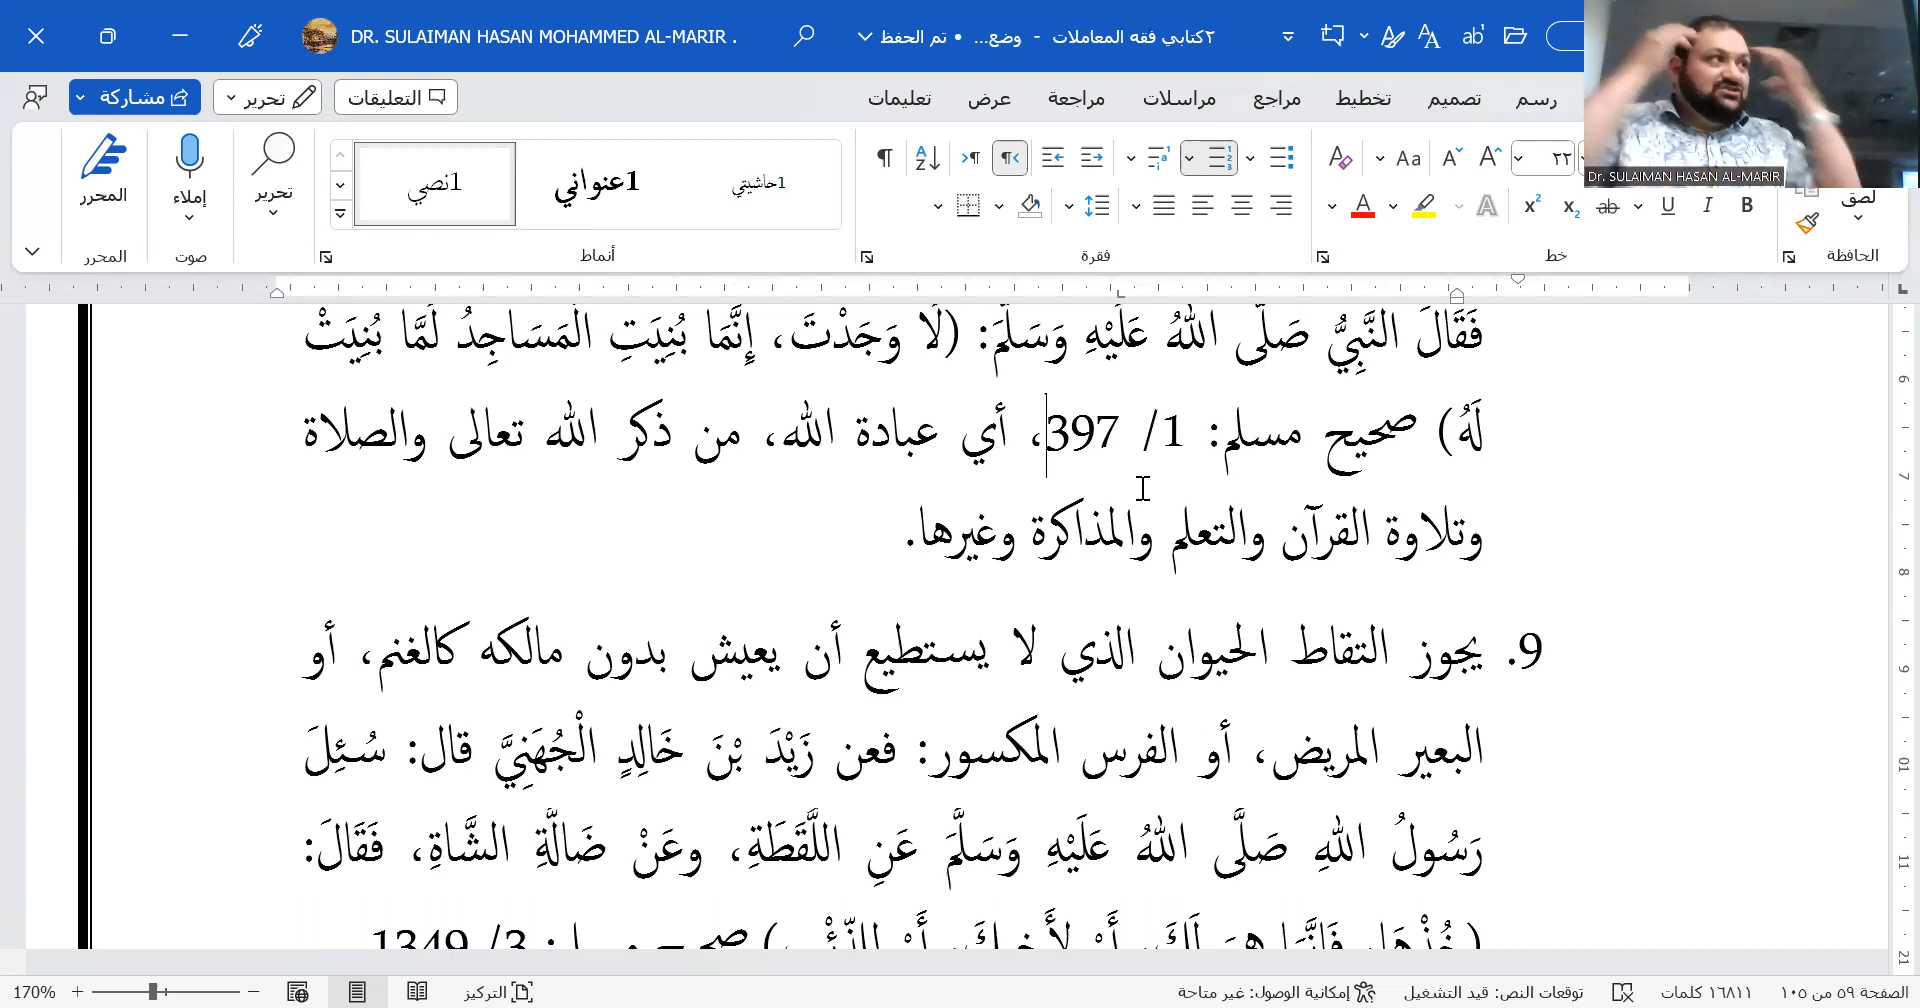 ٢كتابي فقه المعاملات - وضع... • تم الحفظ
DR. SULAIMAN HASAN MOHAMMED AL-MARIR .
Dr. SULAIMAN HASAN AL-MARIR
رسم تصميم تخطيط مراجع مراسلات مراجعة عرض تعليمات
التعليقات تحرير مشاركة
لصق
٢٢
1حاشيتي 1عنواني 1نصي
تحرير إملاء المحرر
الحافظة خط فقرة أنماط صوت المحرر
فَقَالَ النَّبِيُّ صَلَّى اللهُ عَلَيْهِ وَسَلَّمَ: (لَا وَجَدْتَ، إِنَّمَا بُنِيَتِ الْمَسَاجِدُ لَمَّا بُنِيَتْ
لَهُ) صحيح مسلم: 1/ 397، أي عبادة الله، من ذكر الله تعالى والصلاة
وتلاوة القرآن والتعلم والمذاكرة وغيرها.
9. يجوز التقاط الحيوان الذي لا يستطيع أن يعيش بدون مالكه كالغنم، أو
البعير المريض، أو الفرس المكسور: فعن زَيْدَ بْنَ خَالِدٍ الْجُهَنِيَّ قال: سُئِلَ
رَسُولُ اللهِ صَلَّى اللهُ عَلَيْهِ وَسَلَّمَ عَنِ اللَّقَطَةِ، وعَنْ ضَالَّةِ الشَّاةِ، فَقَالَ:
الصفحة ٥٩ من ١٠٥ ١٦٨١١ كلمات توقعات النص: قيد التشغيل إمكانية الوصول: غير متاحة التركيز 170%